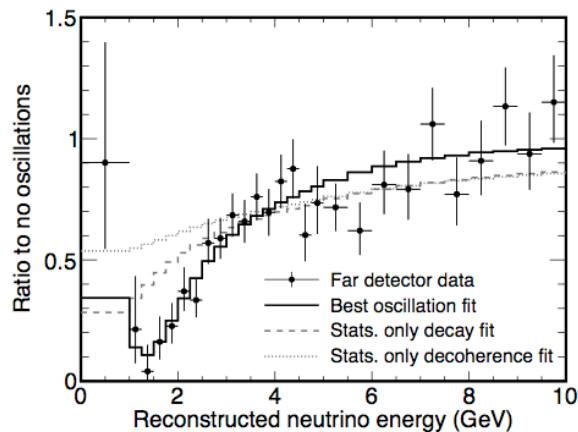 1.5
1
0.5
0
Ratio to no oscillations
Far detector data
Best oscillation fit
Stats. only decay fit
Stats. only decoherence fit
0 2 4 6 8 10
Reconstructed neutrino energy (GeV)